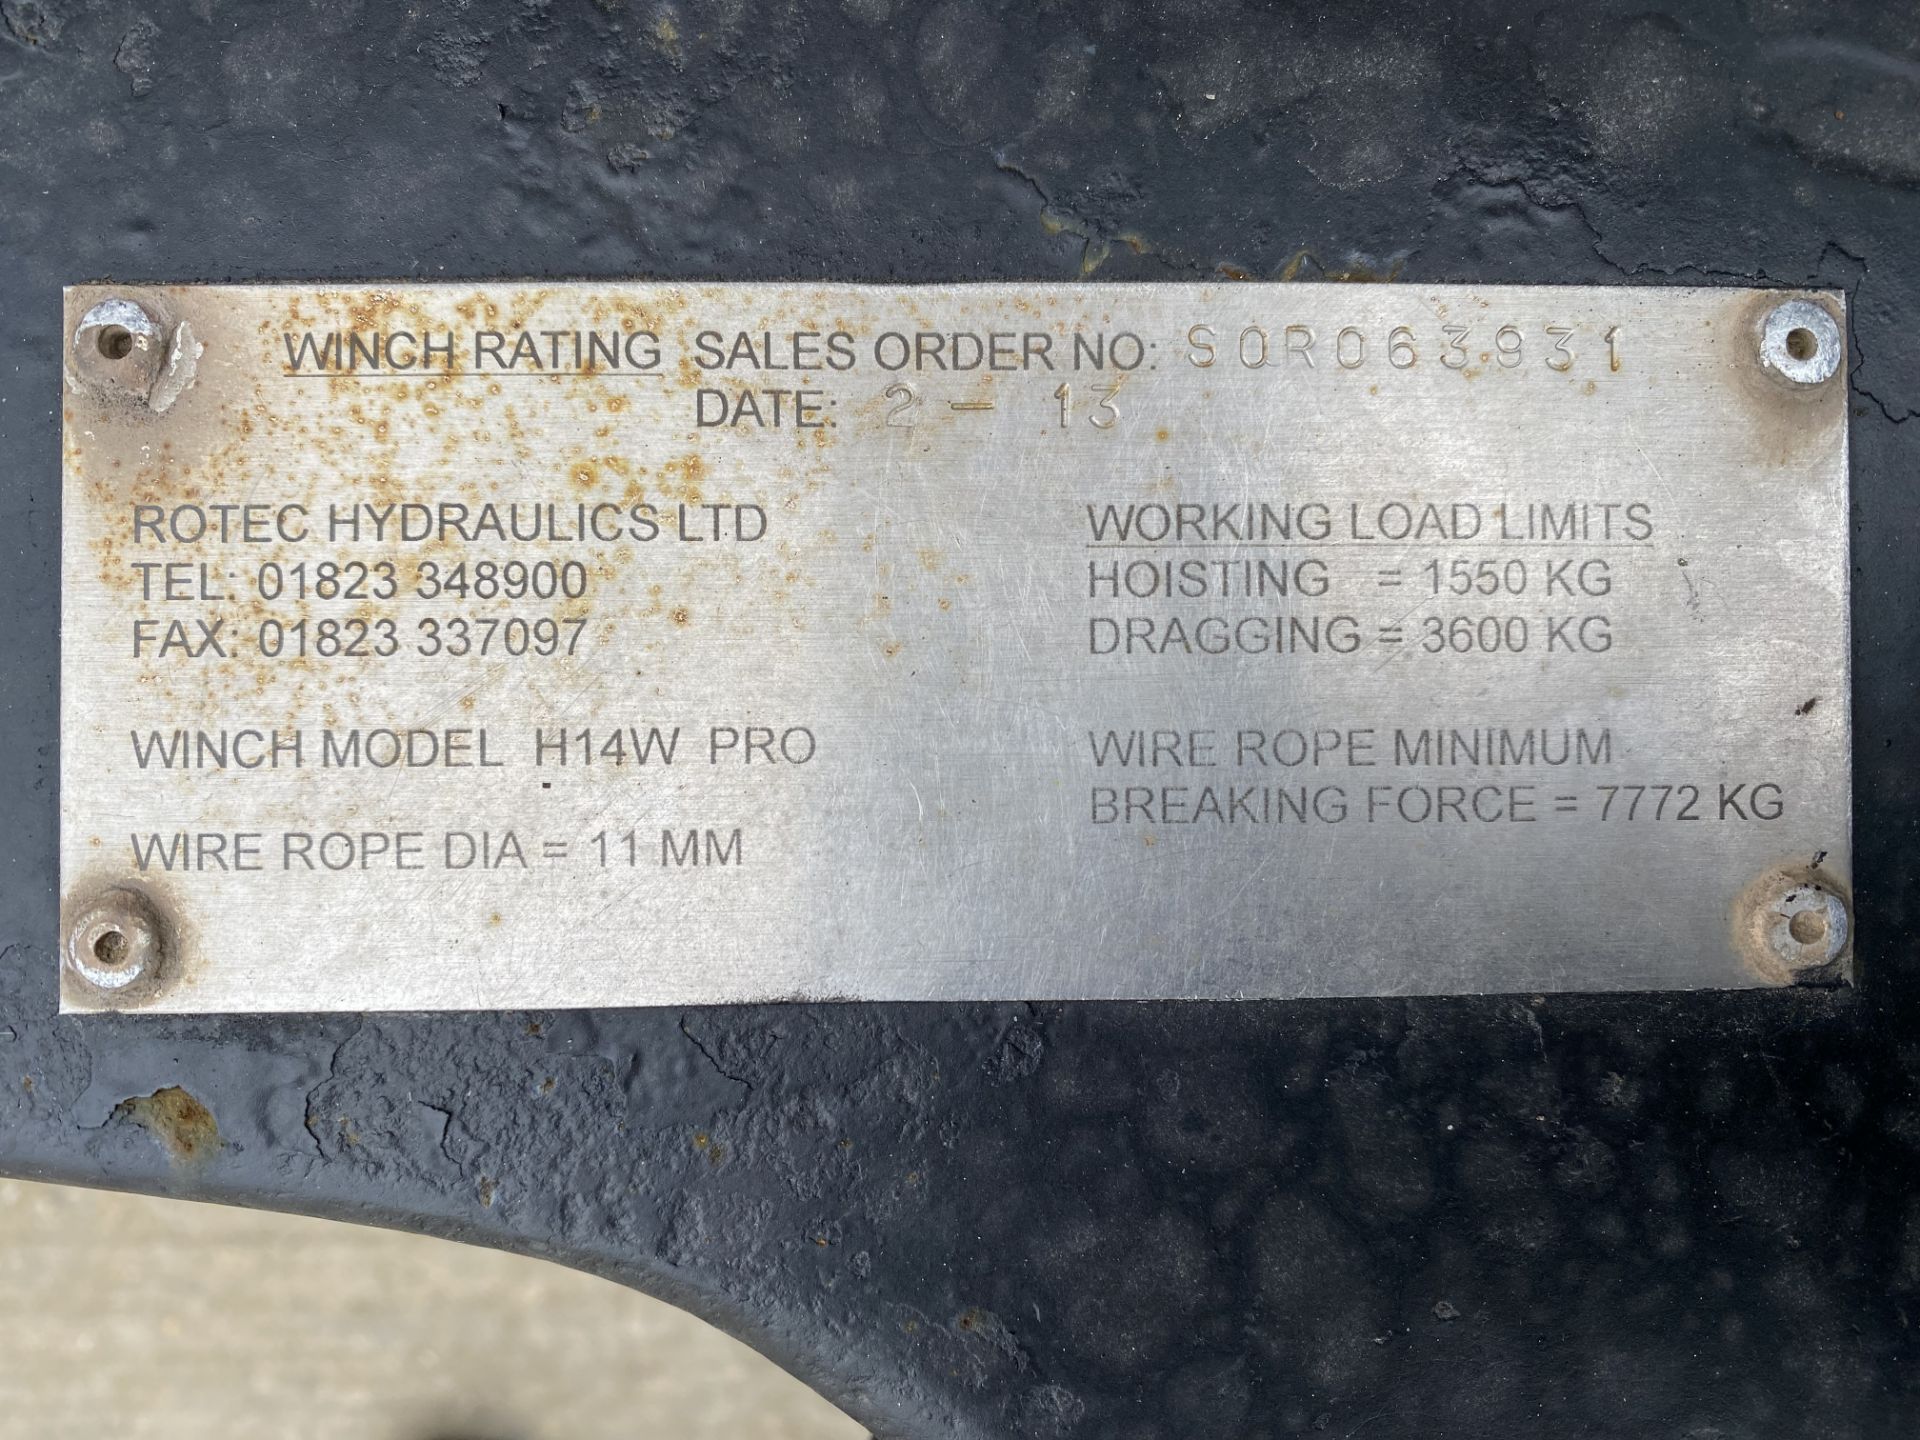 WINCH RATING SALES ORDER NO: SOR063931
DATE: 2 - 13
ROTEC HYDRAULICS LTD
TEL: 01823 348900
FAX: 01823 337097
WINCH MODEL H14W PRO
WIRE ROPE DIA = 11 MM
WORKING LOAD LIMITS
HOISTING = 1550 KG
DRAGGING = 3600 KG
WIRE ROPE MINIMUM
BREAKING FORCE = 7772 KG